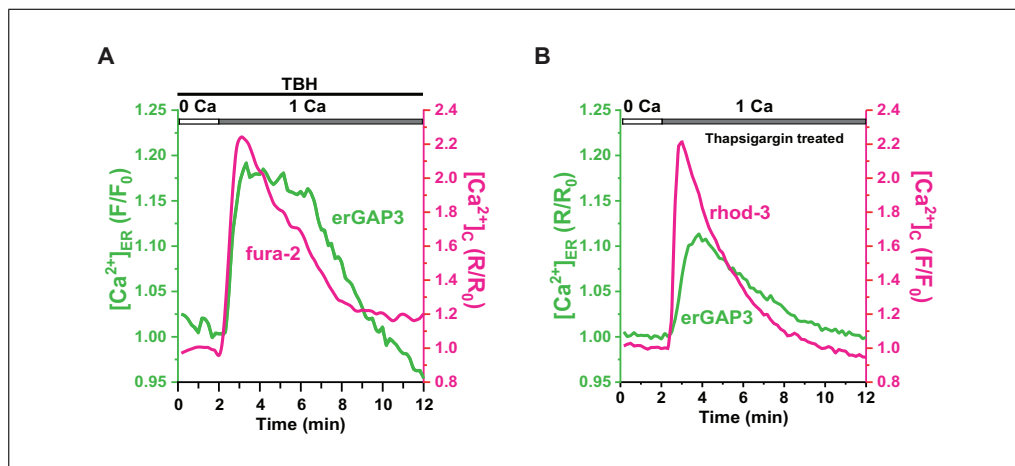 A
TBH
0 Ca
1 Ca
1.25
1.20
1.15
1.10
1.05
1.00
0.95
[Ca²⁺]ER (F/F₀)
2.4
2.2
2.0
1.8
1.6
1.4
1.2
1.0
0.8
[Ca²⁺]C (R/R₀)
erGAP3
fura-2
0 2 4 6 8 10 12
Time (min)
B
0 Ca
1 Ca
Thapsigargin treated
1.25
1.20
1.15
1.10
1.05
1.00
0.95
[Ca²⁺]ER (R/R₀)
2.4
2.2
2.0
1.8
1.6
1.4
1.2
1.0
0.8
[Ca²⁺]C (F/F₀)
rhod-3
erGAP3
0 2 4 6 8 10 12
Time (min)